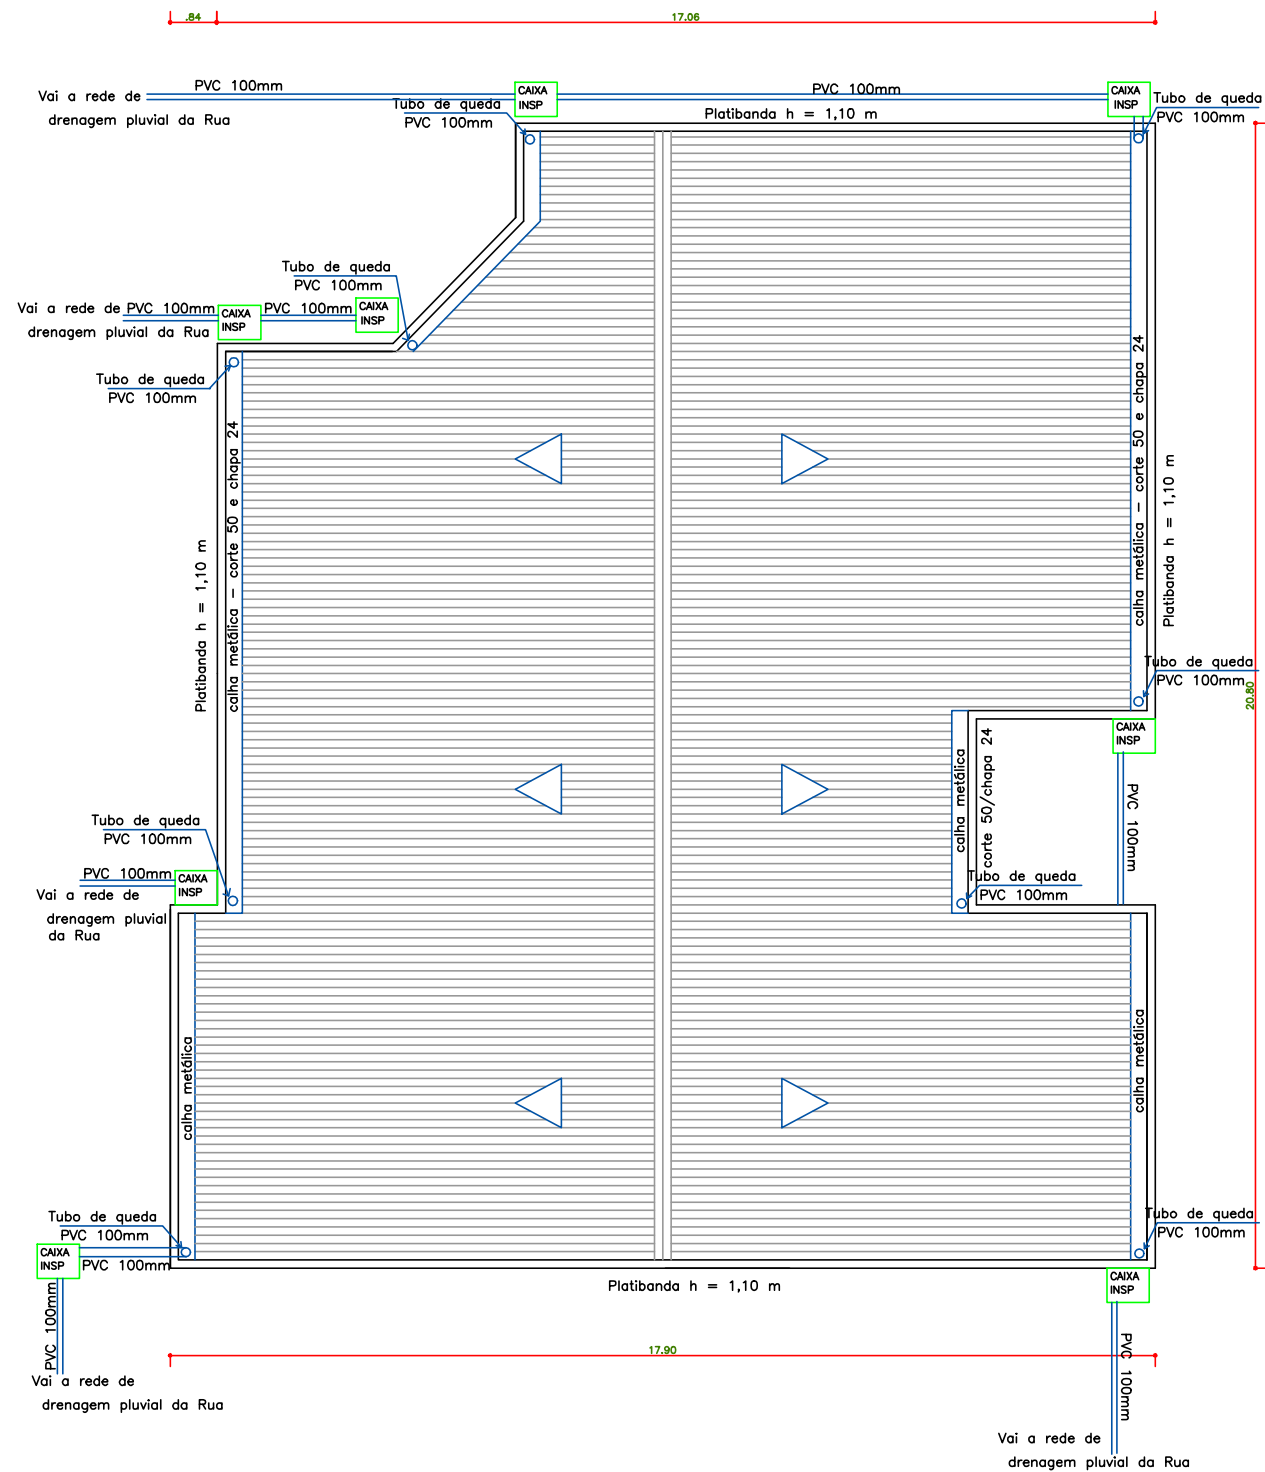 .84
17.06
PVC 100mm
CAIXA
INSP
PVC 100mm
CAIXA
INSP
Vai a rede de
drenagem pluvial da Rua
Tubo de queda
PVC 100mm
Platibanda h = 1,10 m
Tubo de queda
PVC 100mm
Tubo de queda
PVC 100mm
Vai a rede de
drenagem pluvial da Rua
PVC 100mm
CAIXA
INSP
PVC 100mm
CAIXA
INSP
Tubo de queda
PVC 100mm
calha metálica - corte 50 e chapa 24
Platibanda h = 1,10 m
calha metálica - corte 50 e chapa 24
Platibanda h = 1,10 m
Tubo de queda
PVC 100mm
20.80
CAIXA
INSP
calha metálica
corte 50/chapa 24
PVC 100mm
Tubo de queda
PVC 100mm
Tubo de queda
PVC 100mm
PVC 100mm
CAIXA
INSP
Vai a rede de
drenagem pluvial
da Rua
calha metálica
calha metálica
Tubo de queda
PVC 100mm
CAIXA
INSP
PVC 100mm
PVC 100mm
Vai a rede de
drenagem pluvial da Rua
Tubo de queda
PVC 100mm
CAIXA
INSP
Platibanda h = 1,10 m
17.90
PVC 100mm
Vai a rede de
drenagem pluvial da Rua